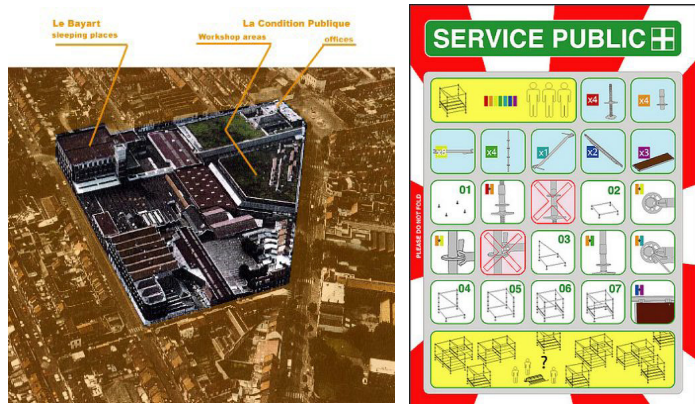 Le Bayart
sleeping places
La Condition Publique
Workshop areas
offices
SERVICE PUBLIC
x4
x4
x4
x1
x2
x3
01
H
02
H
H
03
H
H
04
05
06
07
H
?
PLEASE DO NOT FOLD